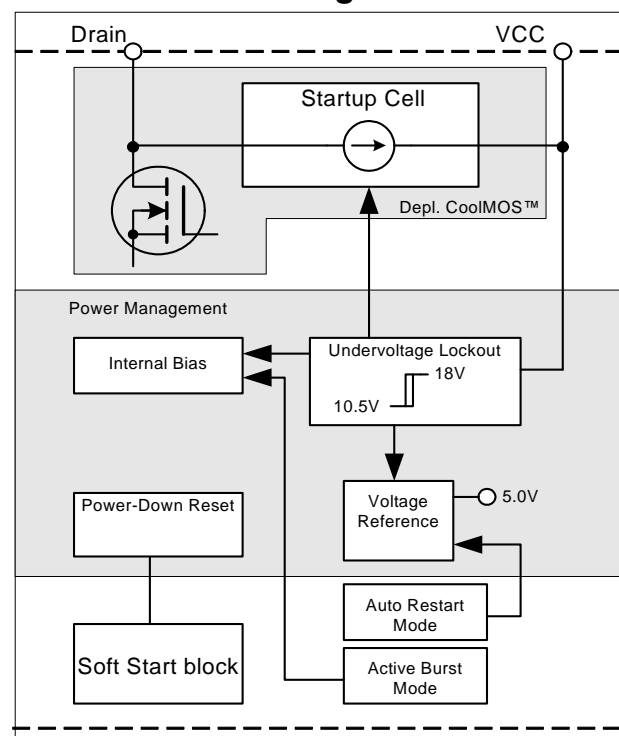 Drain
VCC
Startup Cell
Depl. CoolMOS™
Power Management
Internal Bias
Undervoltage Lockout
18V
10.5V
Power-Down Reset
Voltage
Reference
5.0V
Auto Restart
Mode
Soft Start block
Active Burst
Mode